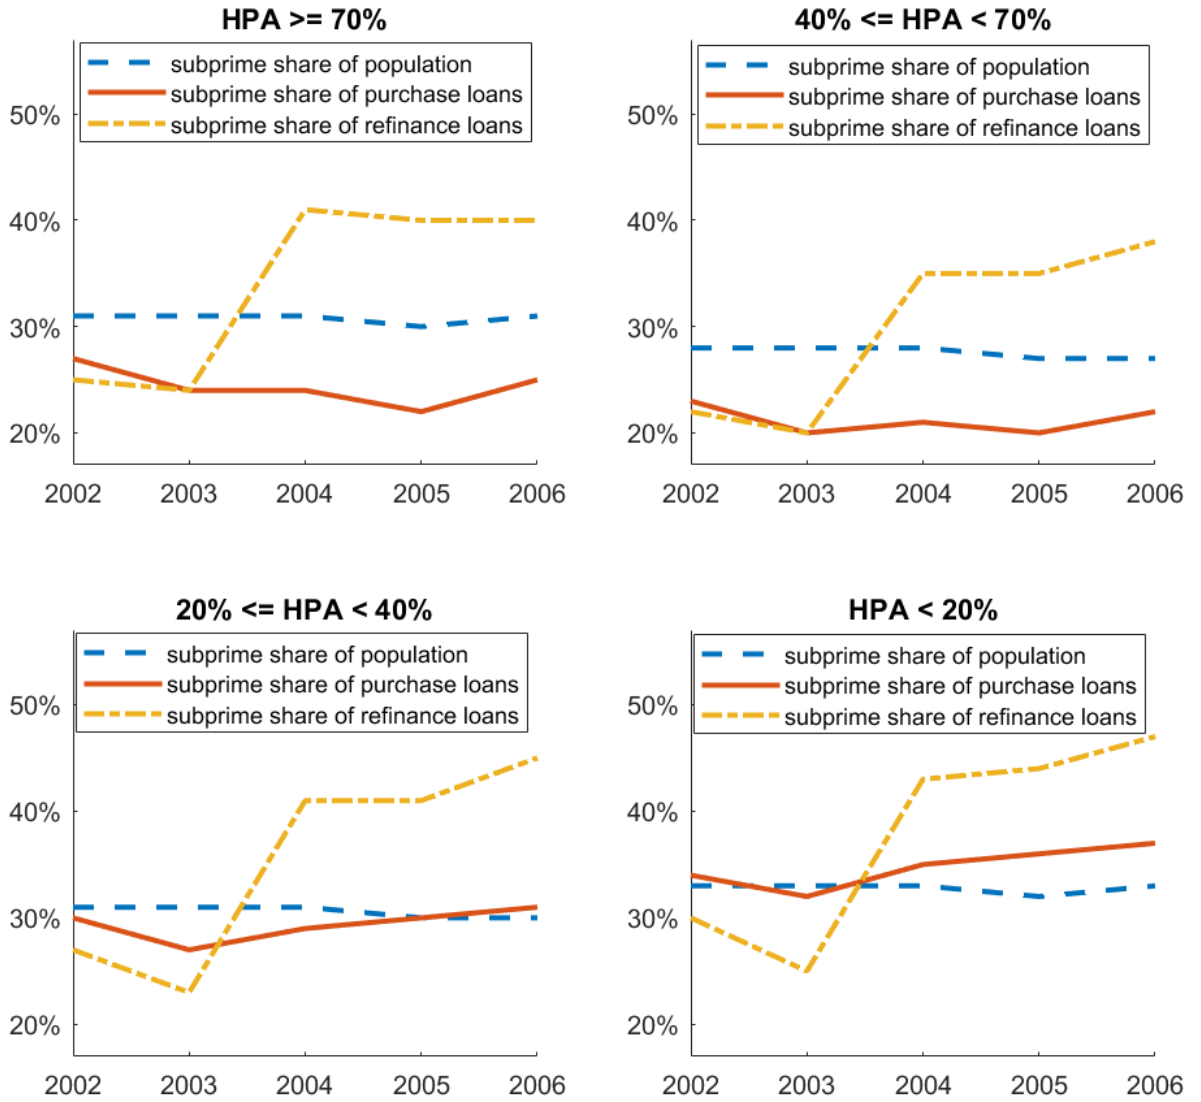 HPA >= 70%
subprime share of population
subprime share of purchase loans
subprime share of refinance loans
50%
40%
30%
20%
2002 2003 2004 2005 2006
40% <= HPA < 70%
subprime share of population
subprime share of purchase loans
subprime share of refinance loans
50%
40%
30%
20%
2002 2003 2004 2005 2006
20% <= HPA < 40%
subprime share of population
subprime share of purchase loans
subprime share of refinance loans
50%
40%
30%
20%
2002 2003 2004 2005 2006
HPA < 20%
subprime share of population
subprime share of purchase loans
subprime share of refinance loans
50%
40%
30%
20%
2002 2003 2004 2005 2006